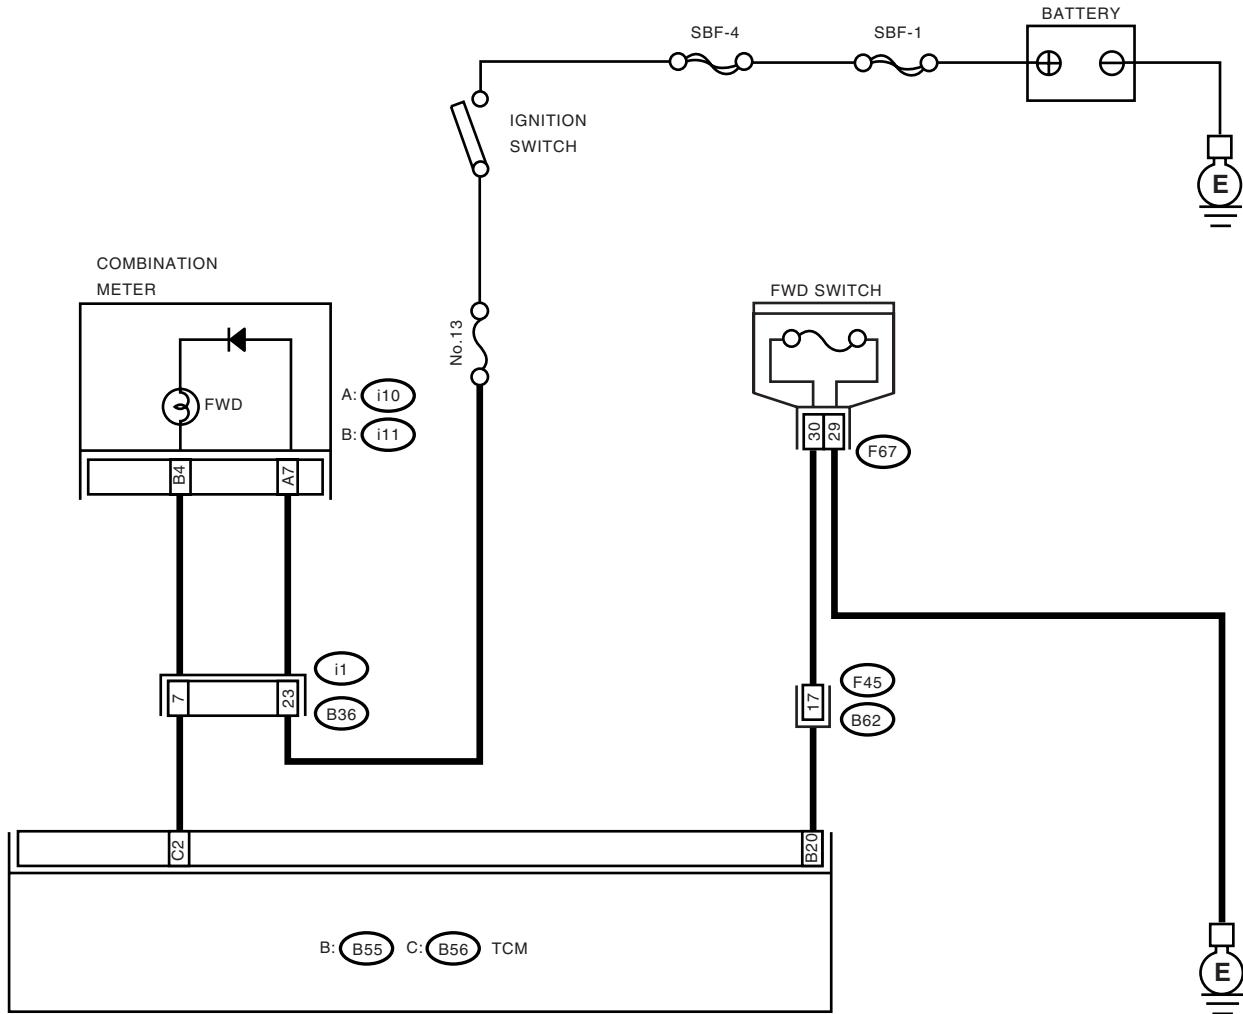 BATTERY
SBF-4
SBF-1
IGNITION
SWITCH
E
COMBINATION
METER
FWD SWITCH
No.13
A: i10
FWD
B: i11
30
29
F67
B4
A7
i1
7
23
B36
F45
17
B62
C2
B20
B: B55 C: B56 TCM
E